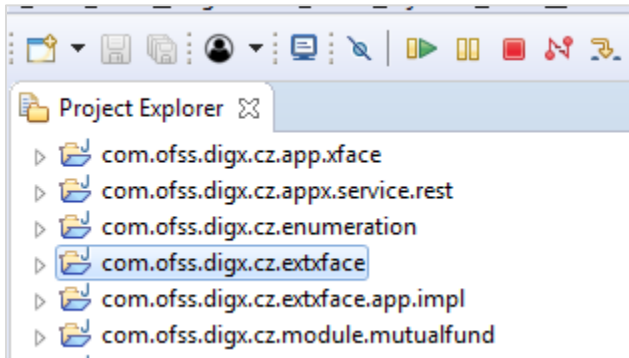 Project Explorer
com.ofss.digx.cz.app.xface
com.ofss.digx.cz.appx.service.rest
com.ofss.digx.cz.enumeration
com.ofss.digx.cz.extxface
com.ofss.digx.cz.extxface.app.impl
com.ofss.digx.cz.module.mutualfund